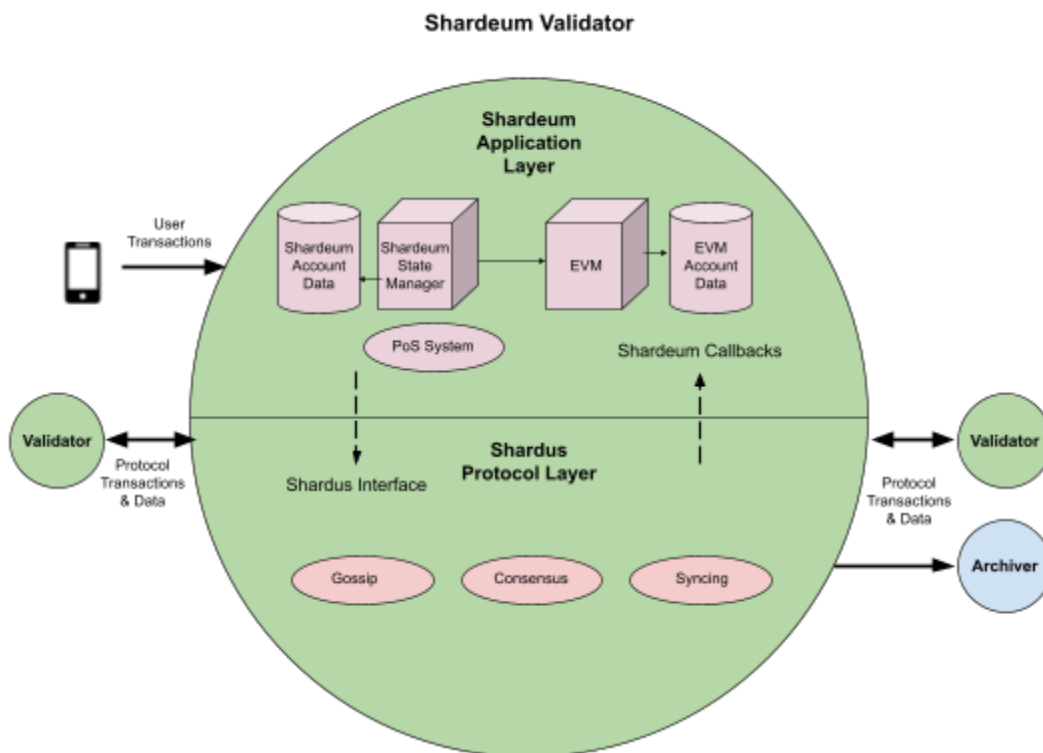 Shardeum Validator
Shardeum
Application
Layer
User
Transactions
Shardeum
Account
Data
Shardeum
State
Manager
EVM
EVM
Account
Data
PoS System
Shardeum Callbacks
Validator
Protocol
Transactions
& Data
Shardus
Protocol Layer
Shardus Interface
Validator
Protocol
Transactions
& Data
Gossip
Consensus
Syncing
Archiver